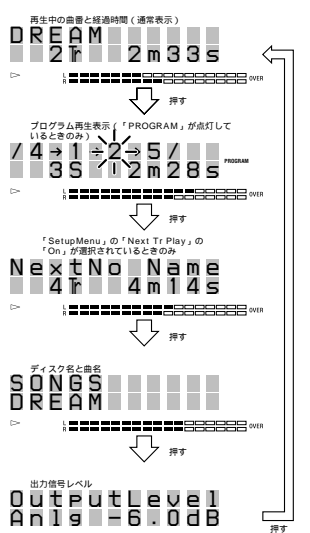 再生中の曲番と経過時間（通常表示）
DREAM
2Tr 2m33s
L
R
OVER
押す
プログラム再生表示（「PROGRAM」が点灯して
いるときのみ）
/4→1→2→5/
PROGRAM
3S 2m28s
L
R
OVER
押す
「SetupMenu」の「Next Tr Play」の
「On」が選択されているときのみ
NextNo Name
4Tr 4m14s
L
R
OVER
押す
ディスク名と曲名
SONGS
DREAM
L
R
OVER
押す
出力信号レベル
OutputLevel
Anlg -6.0dB
押す